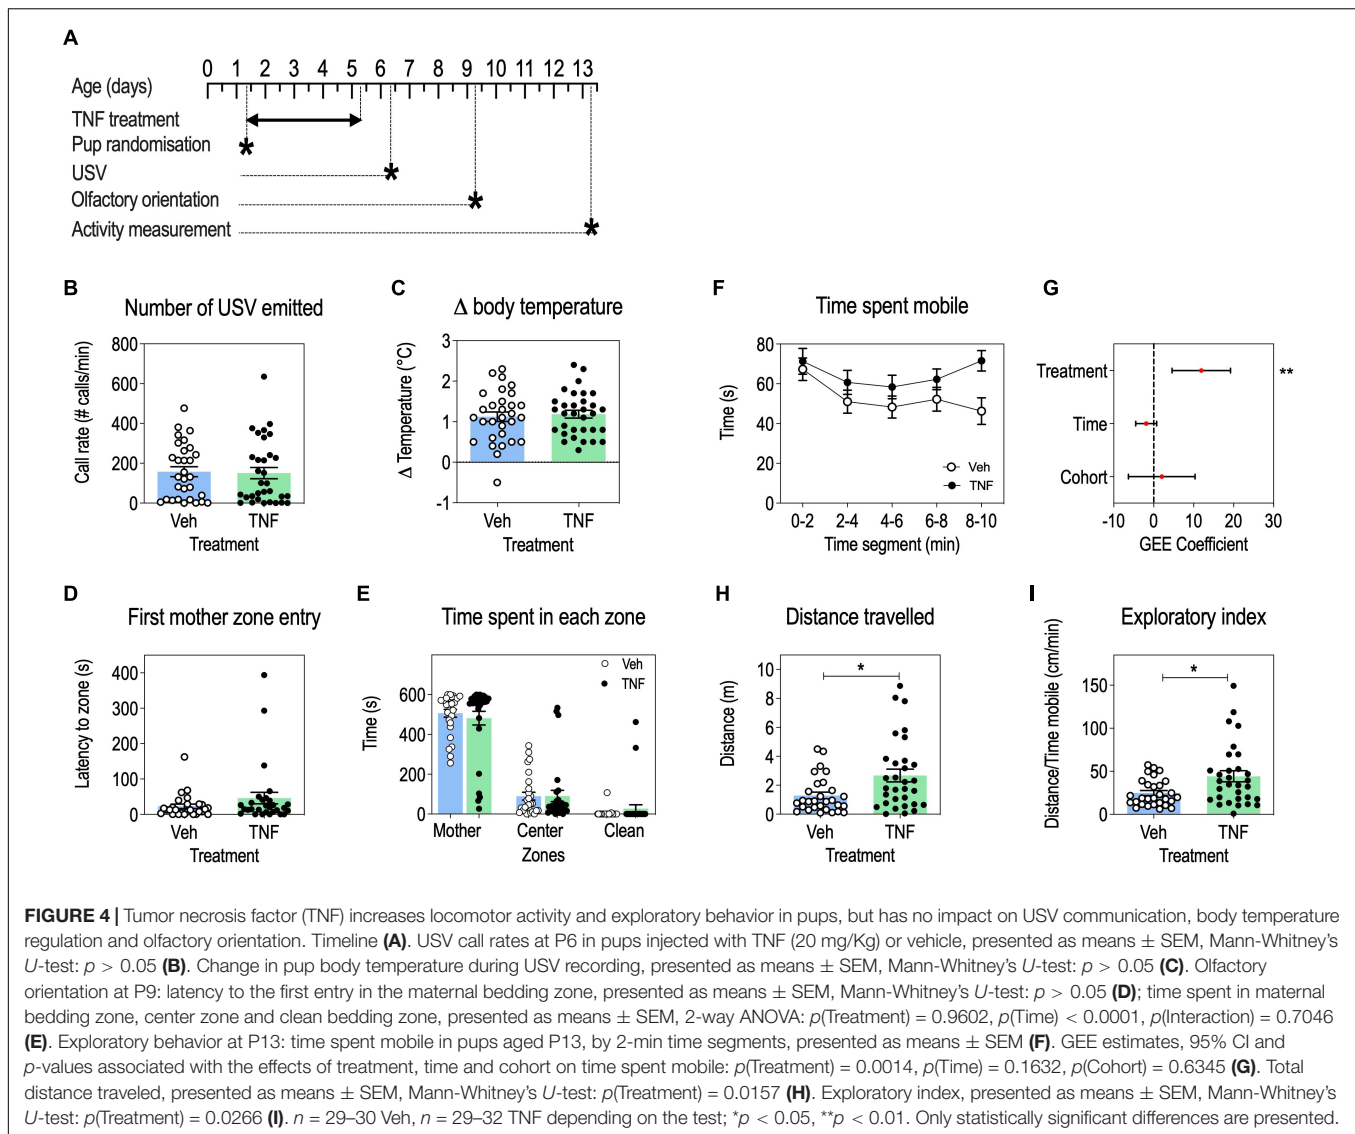 A
0 1 2 3 4 5 6 7 8 9 10 11 12 13
Age (days)
TNF treatment
Pup randomisation
*
USV
*
Olfactory orientation
*
Activity measurement
*
B
Number of USV emitted
Call rate (# calls/min)
800
600
400
200
0
Veh TNF
Treatment
C
Δ body temperature
Δ Temperature (°C)
3
2
1
0
-1
Veh TNF
Treatment
F
Time spent mobile
Time (s)
80
60
40
20
0
Veh
TNF
0-2 2-4 4-6 6-8 8-10
Time segment (min)
G
Treatment
**
Time
Cohort
-10 0 10 20 30
GEE Coefficient
D
First mother zone entry
Latency to zone (s)
400
300
200
100
0
Veh TNF
Treatment
E
Time spent in each zone
Time (s)
600
400
200
0
Veh
TNF
Mother Center Clean
Zones
H
Distance travelled
Distance (m)
10
8
6
4
2
0
*
Veh TNF
Treatment
I
Exploratory index
Distance/Time mobile (cm/min)
150
100
50
0
*
Veh TNF
Treatment
FIGURE 4 | Tumor necrosis factor (TNF) increases locomotor activity and exploratory behavior in pups, but has no impact on USV communication, body temperature
regulation and olfactory orientation. Timeline (A). USV call rates at P6 in pups injected with TNF (20 mg/Kg) or vehicle, presented as means ± SEM, Mann-Whitney's
U-test: p > 0.05 (B). Change in pup body temperature during USV recording, presented as means ± SEM, Mann-Whitney's U-test: p > 0.05 (C). Olfactory
orientation at P9: latency to the first entry in the maternal bedding zone, presented as means ± SEM, Mann-Whitney's U-test: p > 0.05 (D); time spent in maternal
bedding zone, center zone and clean bedding zone, presented as means ± SEM, 2-way ANOVA: p(Treatment) = 0.9602, p(Time) < 0.0001, p(Interaction) = 0.7046
(E). Exploratory behavior at P13: time spent mobile in pups aged P13, by 2-min time segments, presented as means ± SEM (F). GEE estimates, 95% CI and
p-values associated with the effects of treatment, time and cohort on time spent mobile: p(Treatment) = 0.0014, p(Time) = 0.1632, p(Cohort) = 0.6345 (G). Total
distance traveled, presented as means ± SEM, Mann-Whitney's U-test: p(Treatment) = 0.0157 (H). Exploratory index, presented as means ± SEM, Mann-Whitney's
U-test: p(Treatment) = 0.0266 (I). n = 29–30 Veh, n = 29–32 TNF depending on the test; *p < 0.05, **p < 0.01. Only statistically significant differences are presented.